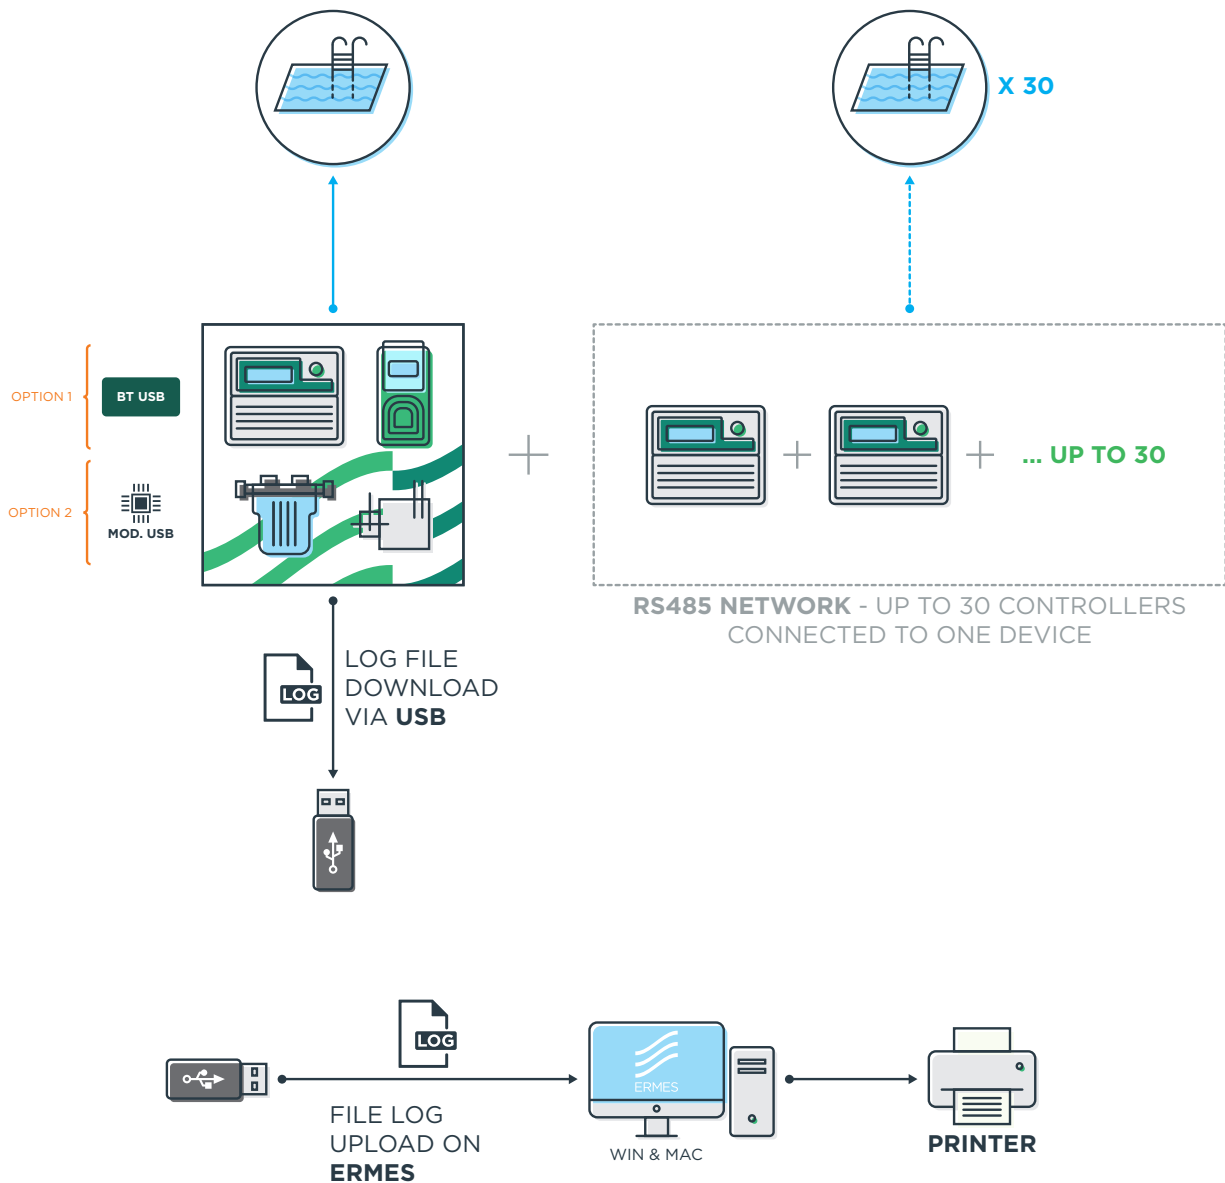 X 30
OPTION 1
BT USB
OPTION 2
MOD. USB
... UP TO 30
RS485 NETWORK - UP TO 30 CONTROLLERS
CONNECTED TO ONE DEVICE
LOG
LOG FILE
DOWNLOAD
VIA USB
LOG
ERMES
FILE LOG
UPLOAD ON
ERMES
WIN & MAC
PRINTER